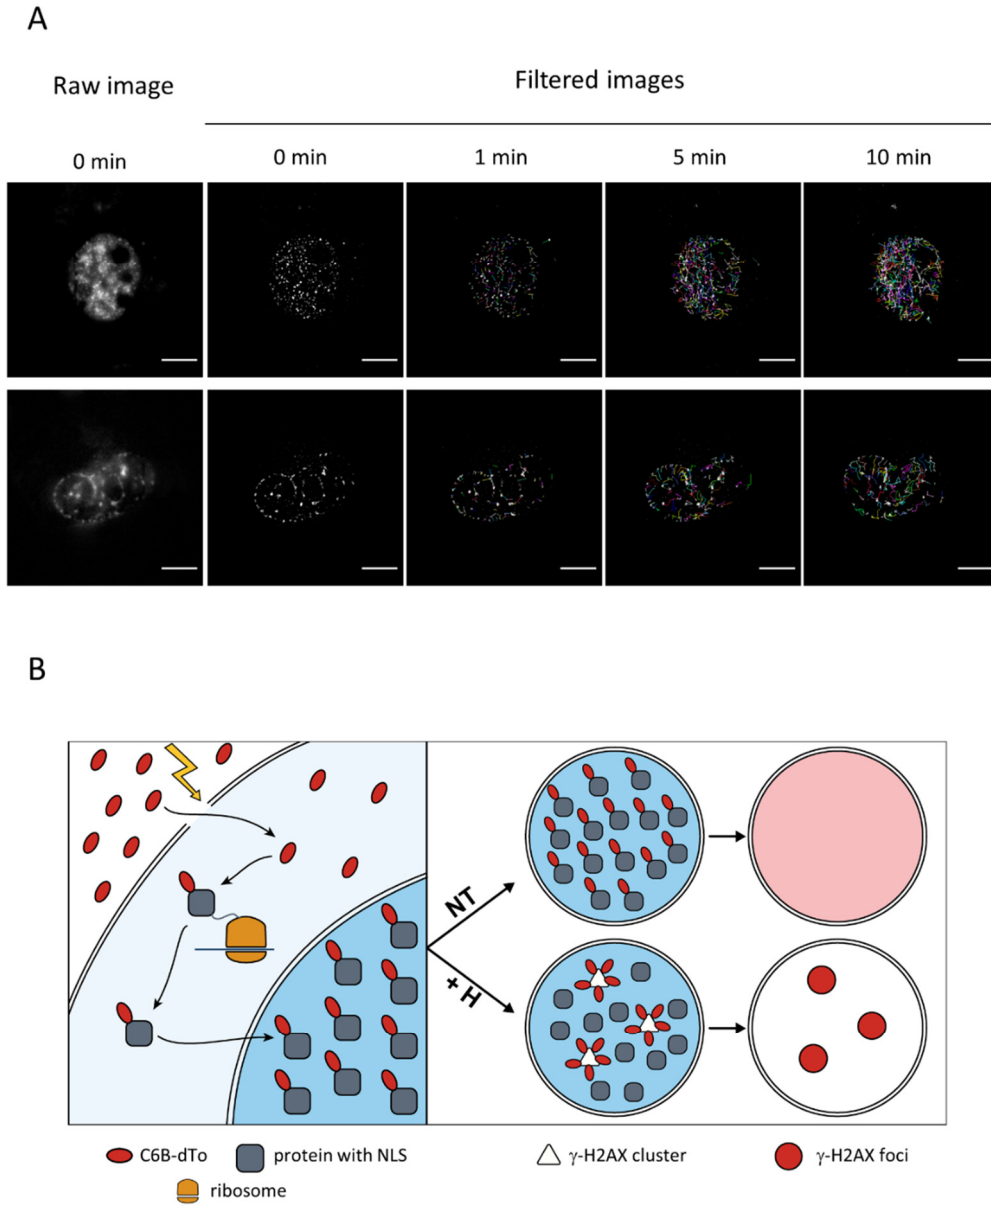 A
Raw image
Filtered images
0 min
0 min
1 min
5 min
10 min
B
NT
+ H
C6B-dTo
protein with NLS
γ-H2AX cluster
γ-H2AX foci
ribosome